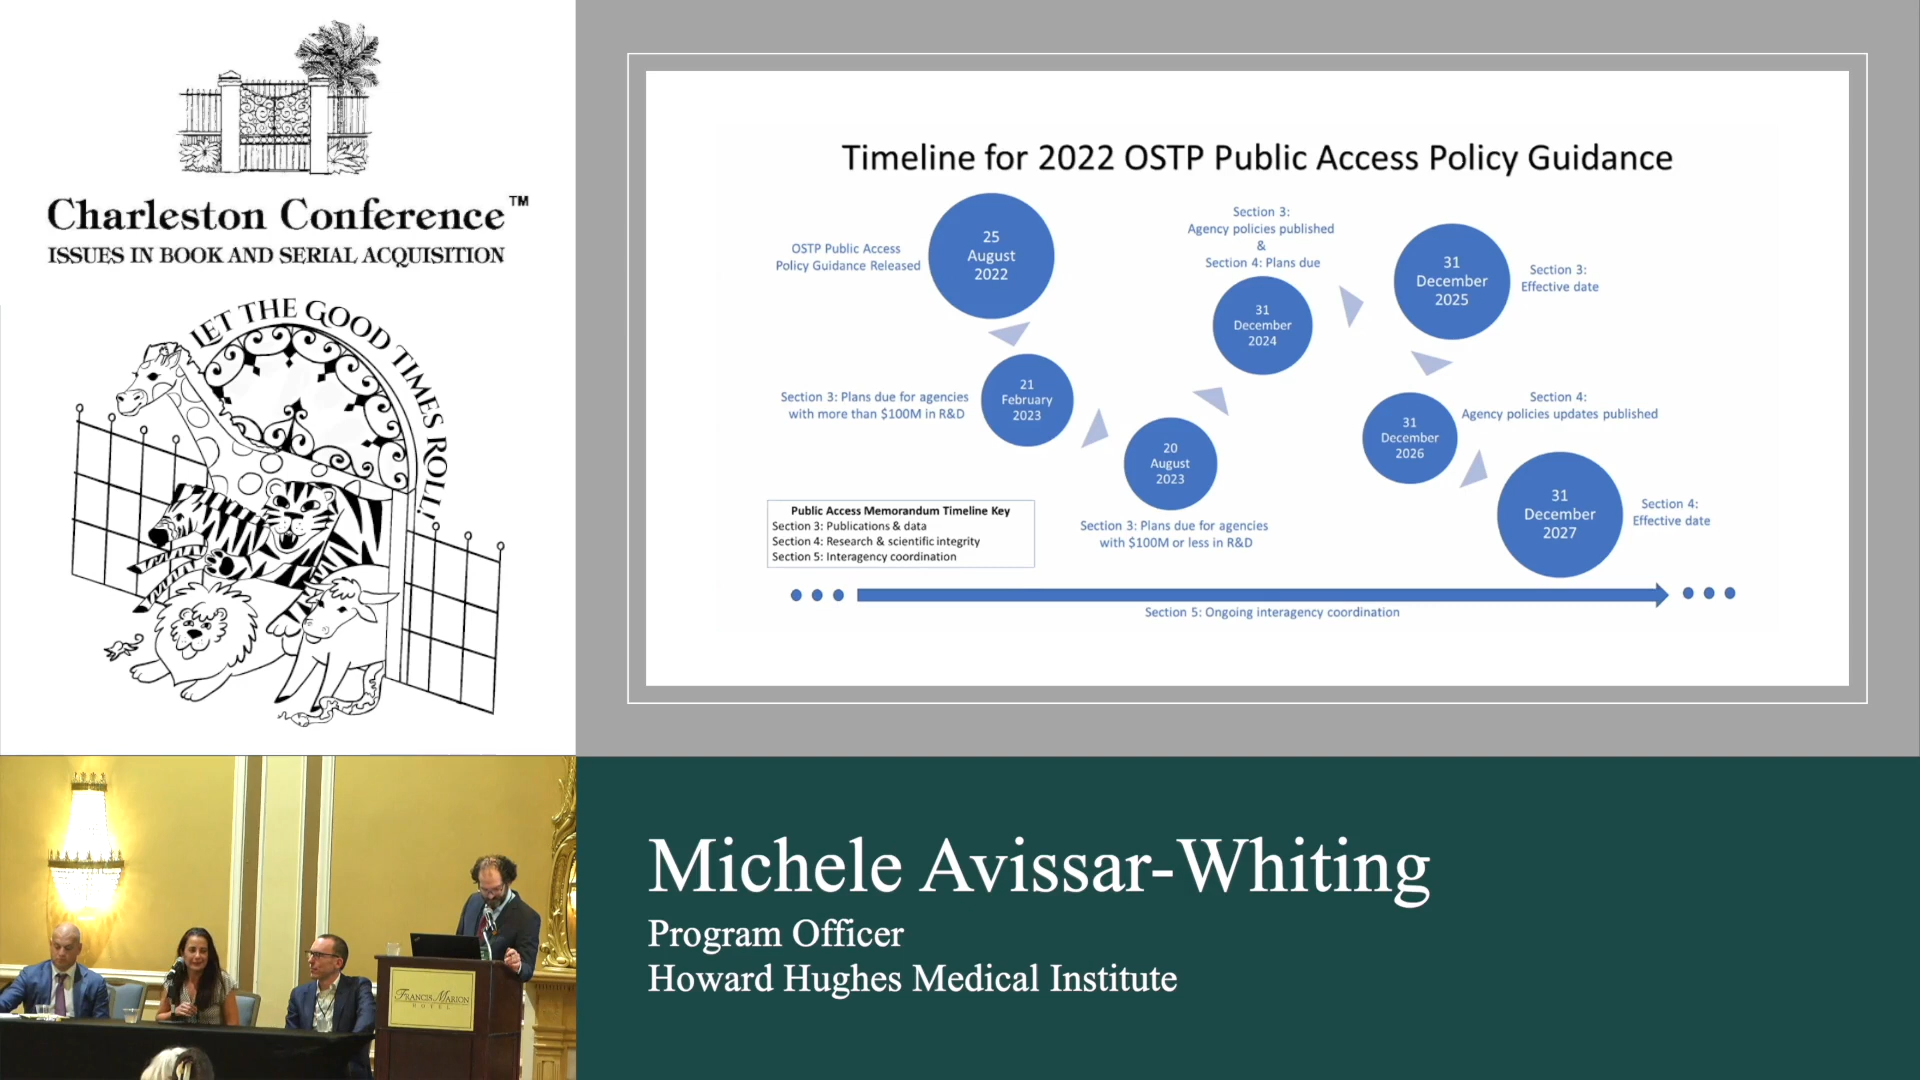 Charleston Conference™
ISSUES IN BOOK AND SERIAL ACQUISITION
LET THE GOOD TIMES ROLL!
Timeline for 2022 OSTP Public Access Policy Guidance
OSTP Public Access
Policy Guidance Released
25
August
2022
Section 3: Plans due for agencies
with more than $100M in R&D
21
February
2023
20
August
2023
Section 3: Plans due for agencies
with $100M or less in R&D
Section 3:
Agency policies published
&
Section 4: Plans due
31
December
2024
31
December
2025
Section 3:
Effective date
31
December
2026
Section 4:
Agency policies updates published
31
December
2027
Section 4:
Effective date
Public Access Memorandum Timeline Key
Section 3: Publications & data
Section 4: Research & scientific integrity
Section 5: Interagency coordination
Section 5: Ongoing interagency coordination
FRANCIS MARION
HOTEL
Michele Avissar-Whiting
Program Officer
Howard Hughes Medical Institute